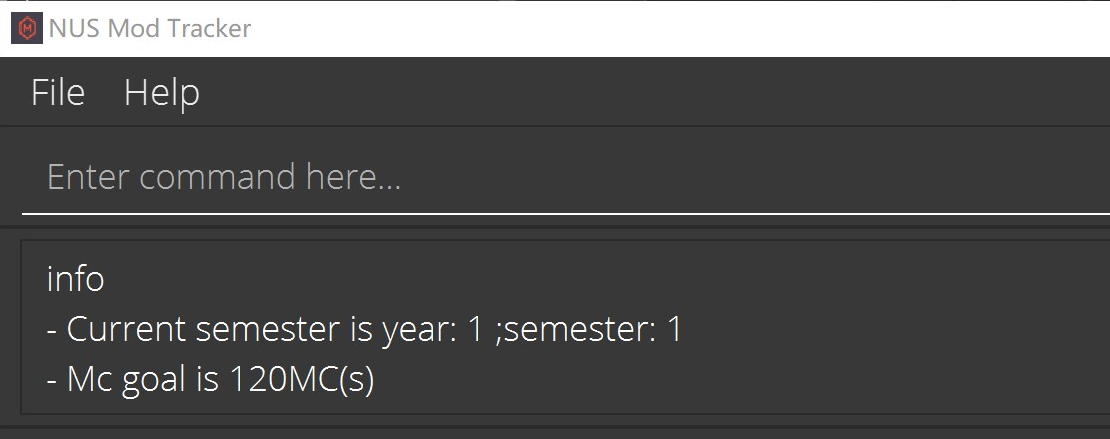 NUS Mod Tracker
File Help
Enter command here...
info
- Current semester is year: 1 ;semester: 1
- Mc goal is 120MC(s)